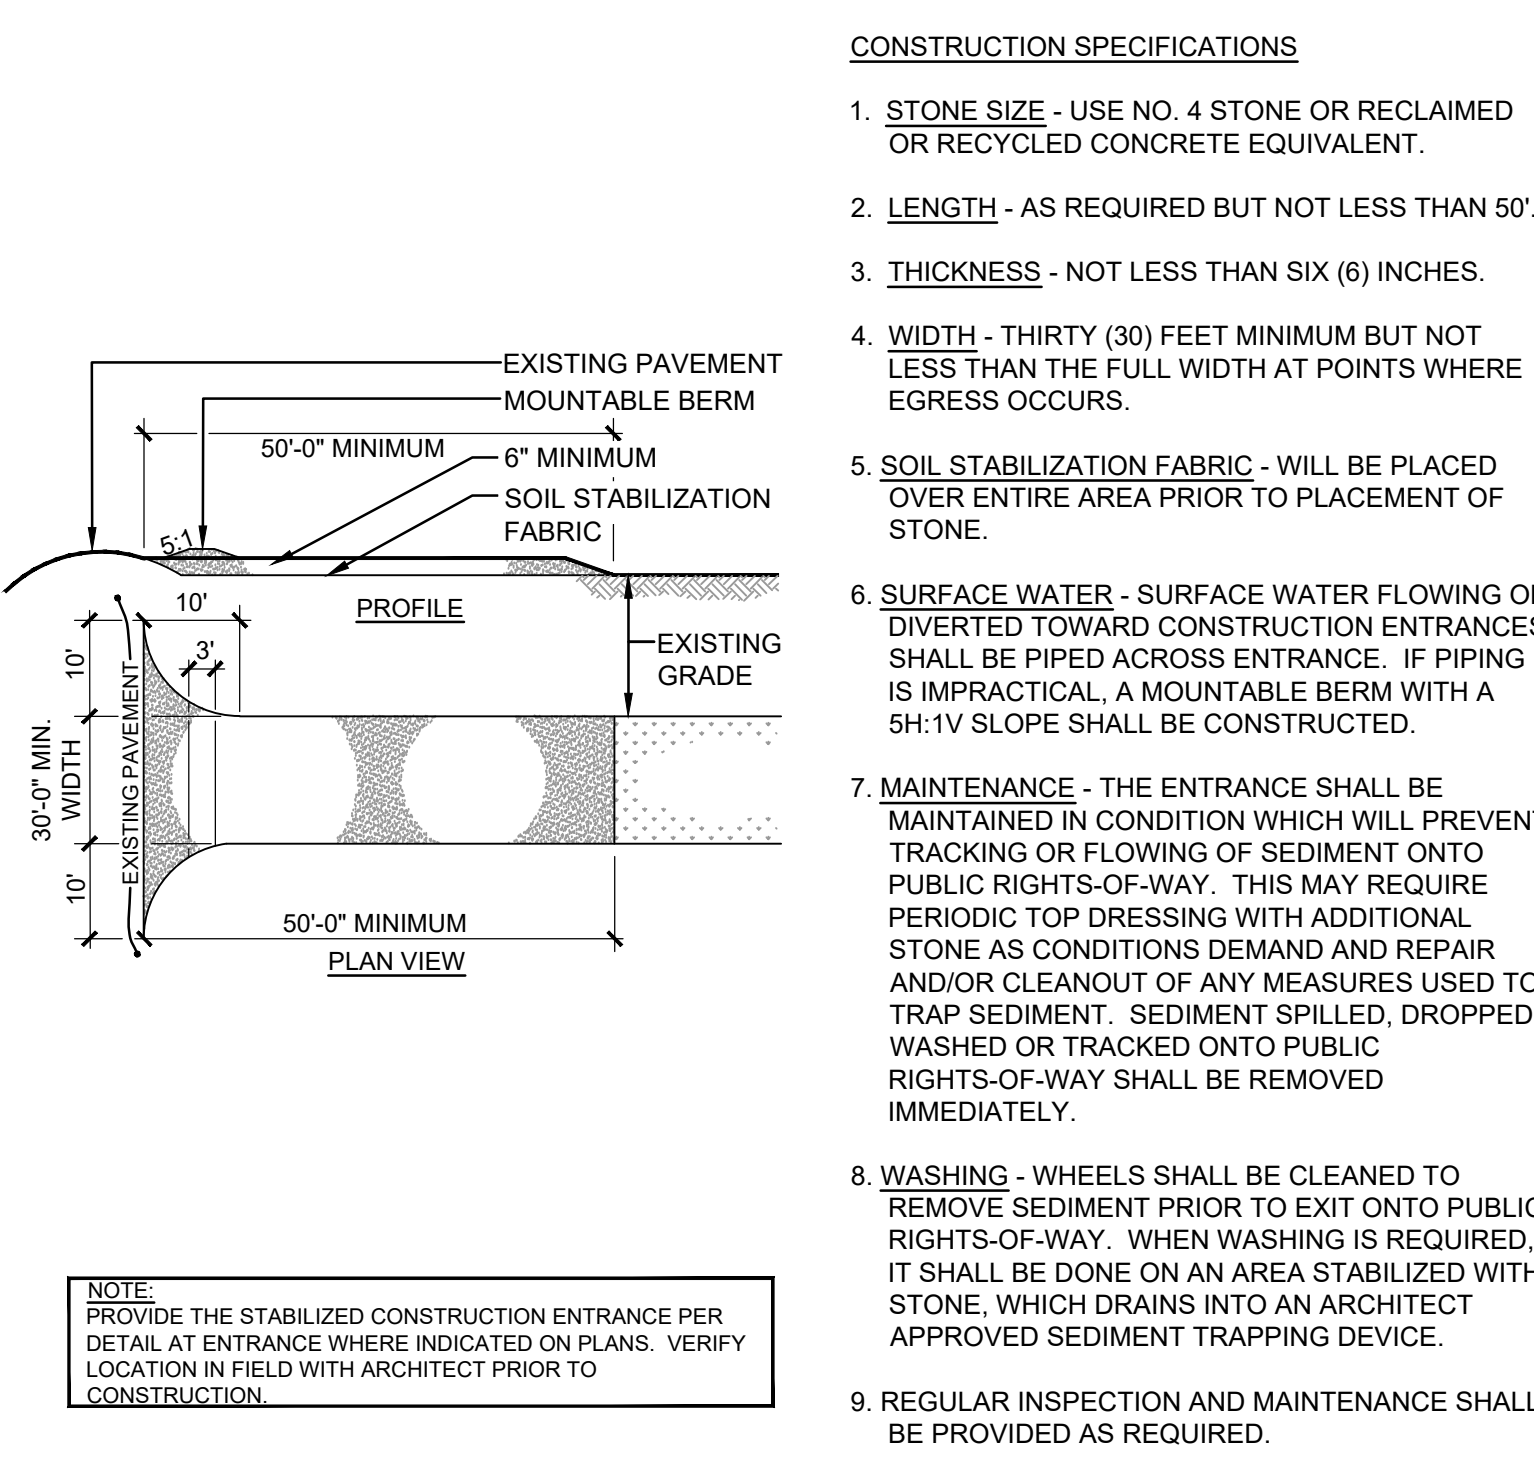 CONSTRUCTION SPECIFICATIONS
1. STONE SIZE - USE NO. 4 STONE OR RECLAIMED
OR RECYCLED CONCRETE EQUIVALENT.
2. LENGTH - AS REQUIRED BUT NOT LESS THAN 50'.
3. THICKNESS - NOT LESS THAN SIX (6) INCHES.
4. WIDTH - THIRTY (30) FEET MINIMUM BUT NOT
LESS THAN THE FULL WIDTH AT POINTS WHERE
EGRESS OCCURS.
5. SOIL STABILIZATION FABRIC - WILL BE PLACED
OVER ENTIRE AREA PRIOR TO PLACEMENT OF
STONE.
6. SURFACE WATER - SURFACE WATER FLOWING OR
DIVERTED TOWARD CONSTRUCTION ENTRANCES
SHALL BE PIPED ACROSS ENTRANCE. IF PIPING
IS IMPRACTICAL, A MOUNTABLE BERM WITH A
5H:1V SLOPE SHALL BE CONSTRUCTED.
7. MAINTENANCE - THE ENTRANCE SHALL BE
MAINTAINED IN CONDITION WHICH WILL PREVENT
TRACKING OR FLOWING OF SEDIMENT ONTO
PUBLIC RIGHTS-OF-WAY. THIS MAY REQUIRE
PERIODIC TOP DRESSING WITH ADDITIONAL
STONE AS CONDITIONS DEMAND AND REPAIR
AND/OR CLEANOUT OF ANY MEASURES USED TO
TRAP SEDIMENT. SEDIMENT SPILLED, DROPPED
WASHED OR TRACKED ONTO PUBLIC
RIGHTS-OF-WAY SHALL BE REMOVED
IMMEDIATELY.
8. WASHING - WHEELS SHALL BE CLEANED TO
REMOVE SEDIMENT PRIOR TO EXIT ONTO PUBLIC
RIGHTS-OF-WAY. WHEN WASHING IS REQUIRED,
IT SHALL BE DONE ON AN AREA STABILIZED WITH
STONE, WHICH DRAINS INTO AN ARCHITECT
APPROVED SEDIMENT TRAPPING DEVICE.
9. REGULAR INSPECTION AND MAINTENANCE SHALL
BE PROVIDED AS REQUIRED.
EXISTING PAVEMENT
MOUNTABLE BERM
50'-0" MINIMUM
6" MINIMUM
SOIL STABILIZATION
FABRIC
5:1
PROFILE
10'
3'
EXISTING
GRADE
10'
30'-0" MIN.
WIDTH
10'
EXISTING PAVEMENT
50'-0" MINIMUM
PLAN VIEW
NOTE:
PROVIDE THE STABILIZED CONSTRUCTION ENTRANCE PER
DETAIL AT ENTRANCE WHERE INDICATED ON PLANS. VERIFY
LOCATION IN FIELD WITH ARCHITECT PRIOR TO
CONSTRUCTION.